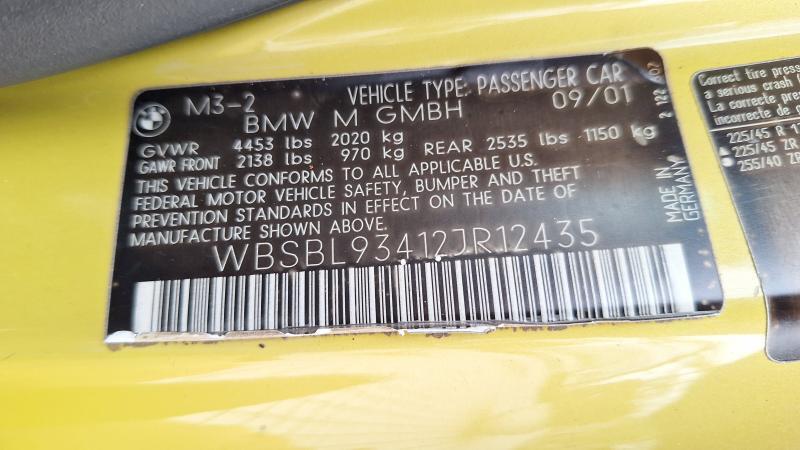 M3-2 VEHICLE TYPE: PASSENGER CAR
BMW M GMBH 09/01
GVWR 4453 lbs 2020 kg
GAWR FRONT 2138 lbs 970 kg REAR 2535 lbs 1150 kg
THIS VEHICLE CONFORMS TO ALL APPLICABLE U.S.
FEDERAL MOTOR VEHICLE SAFETY, BUMPER AND THEFT
PREVENTION STANDARDS IN EFFECT ON THE DATE OF
MANUFACTURE SHOWN ABOVE.
WBSBL93412JR12435
MADE IN
GERMANY
Correct tire press
a serious crash
La correcte pres
incorrecte de
225/45 R 1
225/45 ZR
255/40 ZR